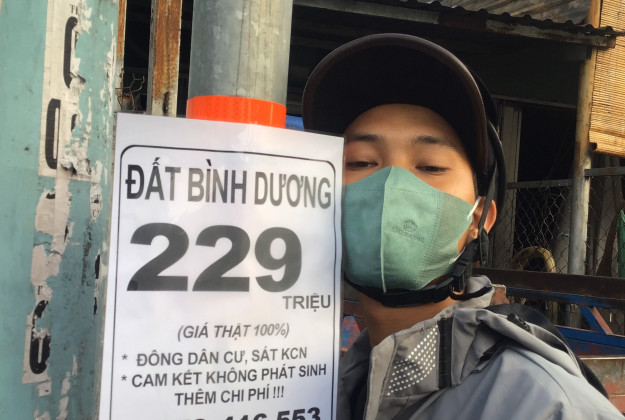 ĐẤT BÌNH DƯƠNG
229
TRIỆU
(GIÁ THẬT 100%)
* ĐÔNG DÂN CƯ, SÁT KCN
* CAM KẾT KHÔNG PHÁT SINH
THÊM CHI PHÍ !!!